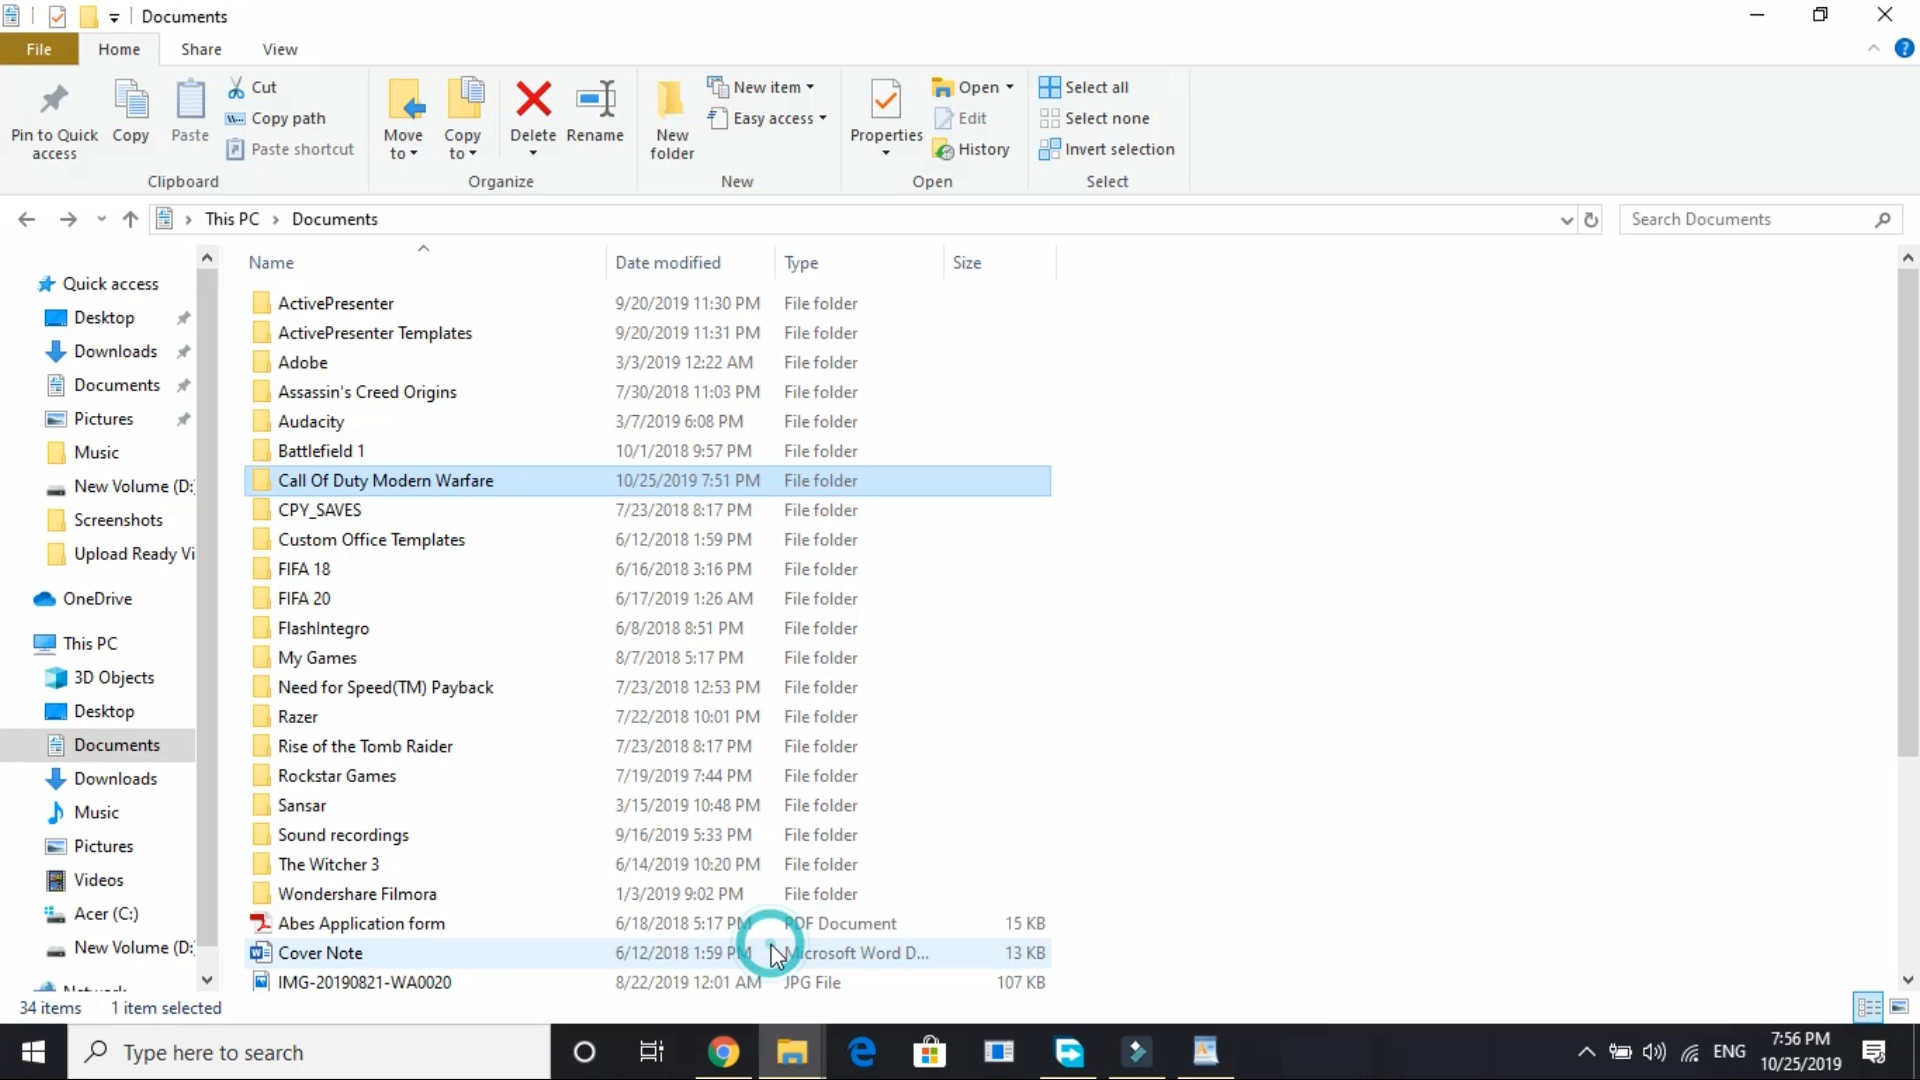 Documents
File
Home
Share
View
Pin to Quick
access
Copy
Paste
Cut
Copy path
Paste shortcut
Clipboard
Move
to
Copy
to
Delete
Rename
Organize
New
folder
New item
Easy access
New
Properties
Open
Edit
History
Open
Select all
Select none
Invert selection
Select
This PC > Documents
Search Documents
Quick access
Desktop
Downloads
Documents
Pictures
Music
New Volume (D:
Screenshots
Upload Ready Vi
OneDrive
This PC
3D Objects
Desktop
Documents
Downloads
Music
Pictures
Videos
Acer (C:)
New Volume (D:
Network
Name Date modified Type Size
ActivePresenter 9/20/2019 11:30 PM File folder
ActivePresenter Templates 9/20/2019 11:31 PM File folder
Adobe 3/3/2019 12:22 AM File folder
Assassin's Creed Origins 7/30/2018 11:03 PM File folder
Audacity 3/7/2019 6:08 PM File folder
Battlefield 1 10/1/2018 9:57 PM File folder
Call Of Duty Modern Warfare 10/25/2019 7:51 PM File folder
CPY_SAVES 7/23/2018 8:17 PM File folder
Custom Office Templates 6/12/2018 1:59 PM File folder
FIFA 18 6/16/2018 3:16 PM File folder
FIFA 20 6/17/2019 1:26 AM File folder
FlashIntegro 6/8/2018 8:51 PM File folder
My Games 8/7/2018 5:17 PM File folder
Need for Speed(TM) Payback 7/23/2018 12:53 PM File folder
Razer 7/22/2018 10:01 PM File folder
Rise of the Tomb Raider 7/23/2018 8:17 PM File folder
Rockstar Games 7/19/2019 7:44 PM File folder
Sansar 3/15/2019 10:48 PM File folder
Sound recordings 9/16/2019 5:33 PM File folder
The Witcher 3 6/14/2019 10:20 PM File folder
Wondershare Filmora 1/3/2019 9:02 PM File folder
Abes Application form 6/18/2018 5:17 PM PDF Document 15 KB
Cover Note 6/12/2018 1:59 PM Microsoft Word D... 13 KB
IMG-20190821-WA0020 8/22/2019 12:01 AM JPG File 107 KB
34 items 1 item selected
Type here to search
ENG
7:56 PM
10/25/2019